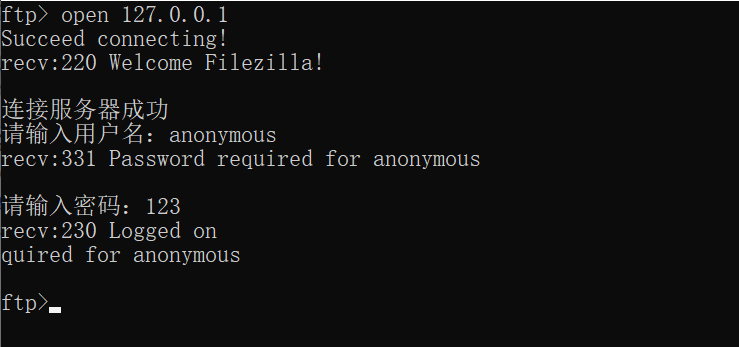 ftp> open 127.0.0.1
Succeed connecting!
recv:220 Welcome Filezilla!
连接服务器成功
请输入用户名：anonymous
recv:331 Password required for anonymous
请输入密码：123
recv:230 Logged on
quired for anonymous
ftp>